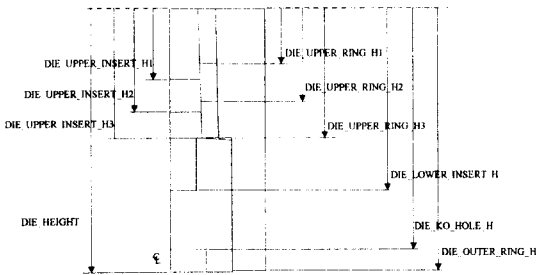 DIE_UPPER_RING_H1
DIE_UPPER_INSERT_H1
DIE_UPPER_RING_H2
DIE_UPPER_INSERT_H2
DIE_UPPER_INSERT_H3
DIE_UPPER_RING_H3
DIE_LOWER_INSERT_H
DIE_HEIGHT
DIE_KO_HOLE_H
DIE_OUTER_RING_H
℄